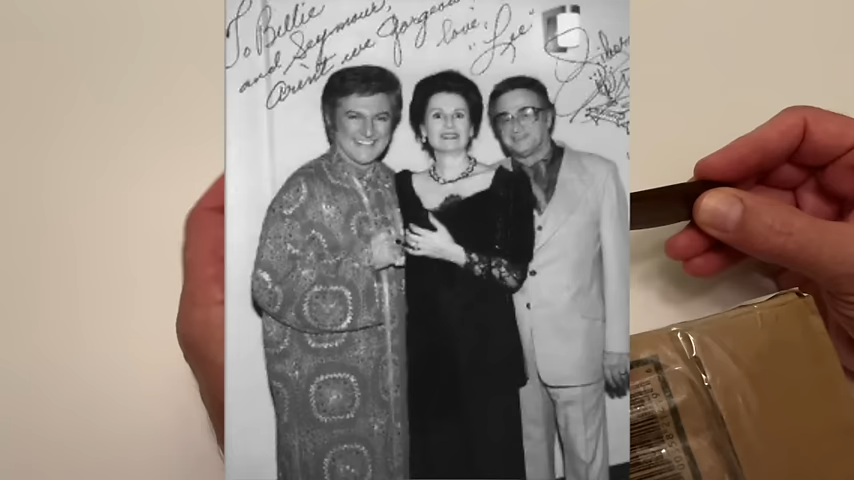 To Billie
and Seymour,
Aren't we gorgeous
love, "Lee"